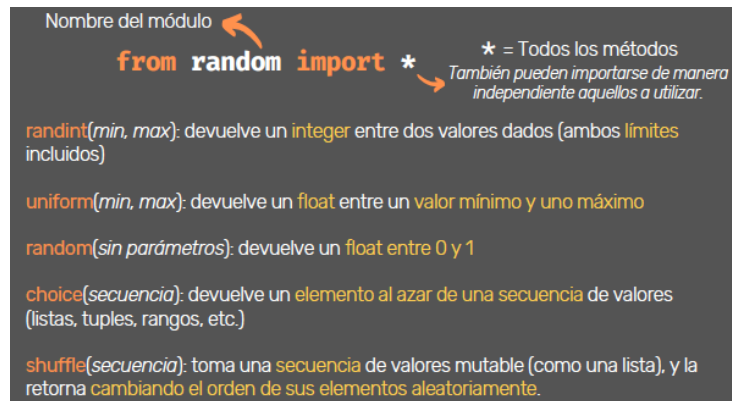 Nombre del módulo
from random import *
* = Todos los métodos
También pueden importarse de manera
independiente aquellos a utilizar.
randint(min, max): devuelve un integer entre dos valores dados (ambos límites
incluidos)
uniform(min, max): devuelve un float entre un valor mínimo y uno máximo
random(sin parámetros): devuelve un float entre 0 y 1
choice(secuencia): devuelve un elemento al azar de una secuencia de valores
(listas, tuples, rangos, etc.)
shuffle(secuencia): toma una secuencia de valores mutable (como una lista), y la
retorna cambiando el orden de sus elementos aleatoriamente.